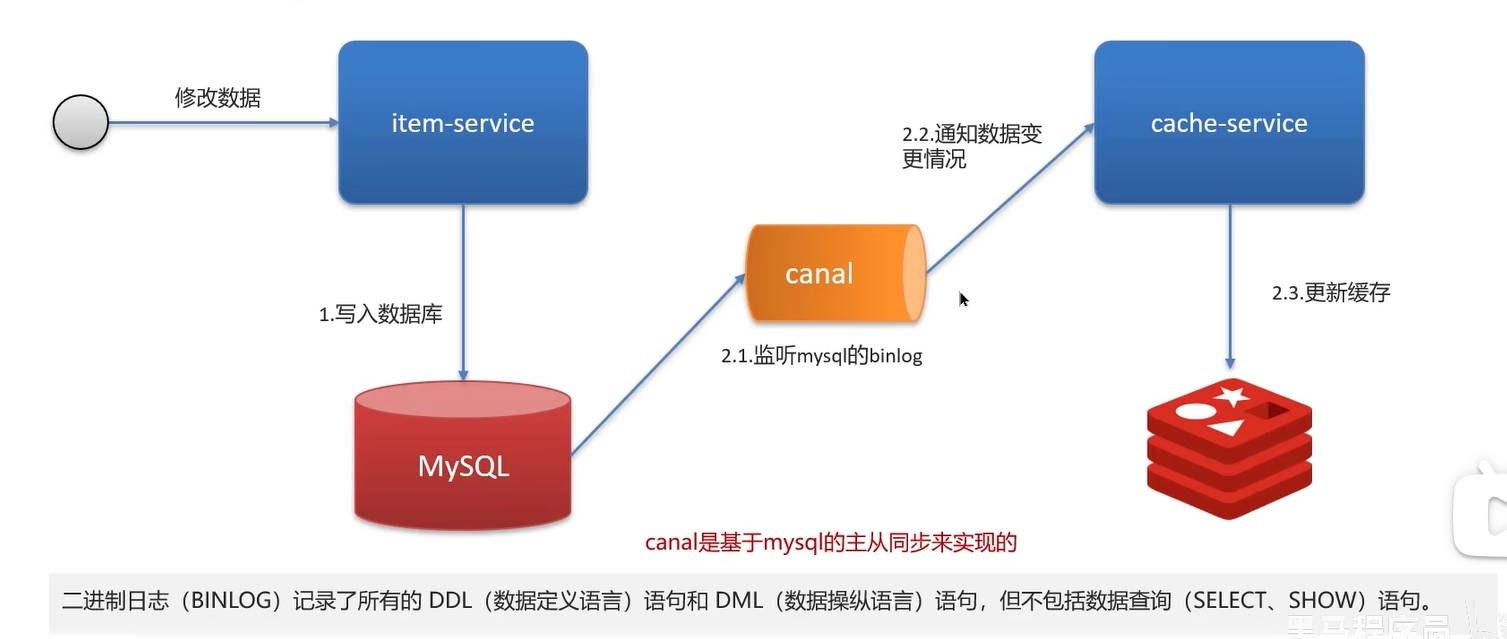 修改数据
item-service
cache-service
2.2.通知数据变
更情况
canal
1.写入数据库
2.3.更新缓存
2.1.监听mysql的binlog
MySQL
canal是基于mysql的主从同步来实现的
二进制日志（BINLOG）记录了所有的 DDL（数据定义语言）语句和 DML（数据操纵语言）语句，但不包括数据查询（SELECT、SHOW）语句。
黑马程序员